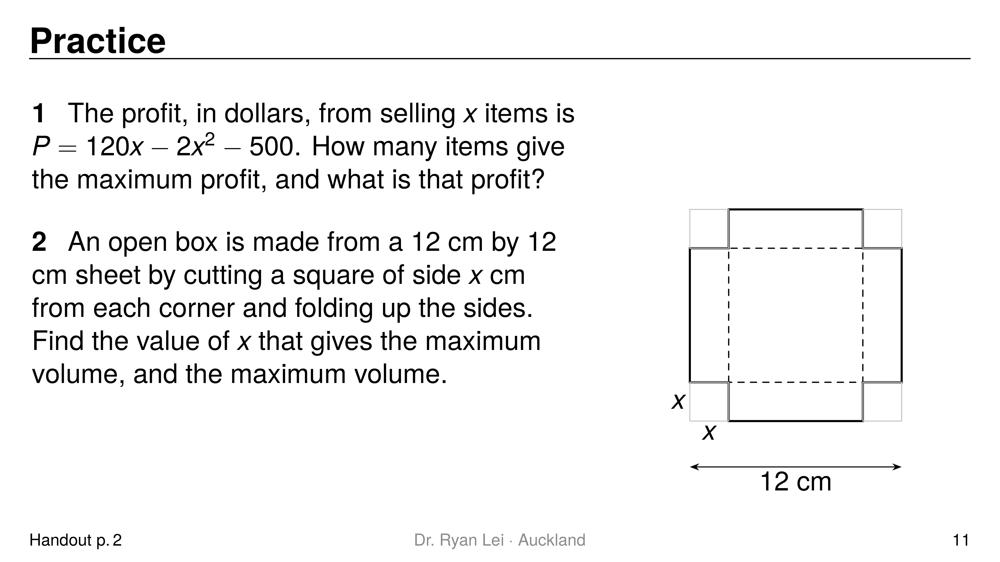 Practice
1 The profit, in dollars, from selling x items is
P = 120x − 2x² − 500. How many items give
the maximum profit, and what is that profit?
2 An open box is made from a 12 cm by 12
cm sheet by cutting a square of side x cm
from each corner and folding up the sides.
Find the value of x that gives the maximum
volume, and the maximum volume.
x
x
12 cm
Handout p. 2
Dr. Ryan Lei · Auckland
11